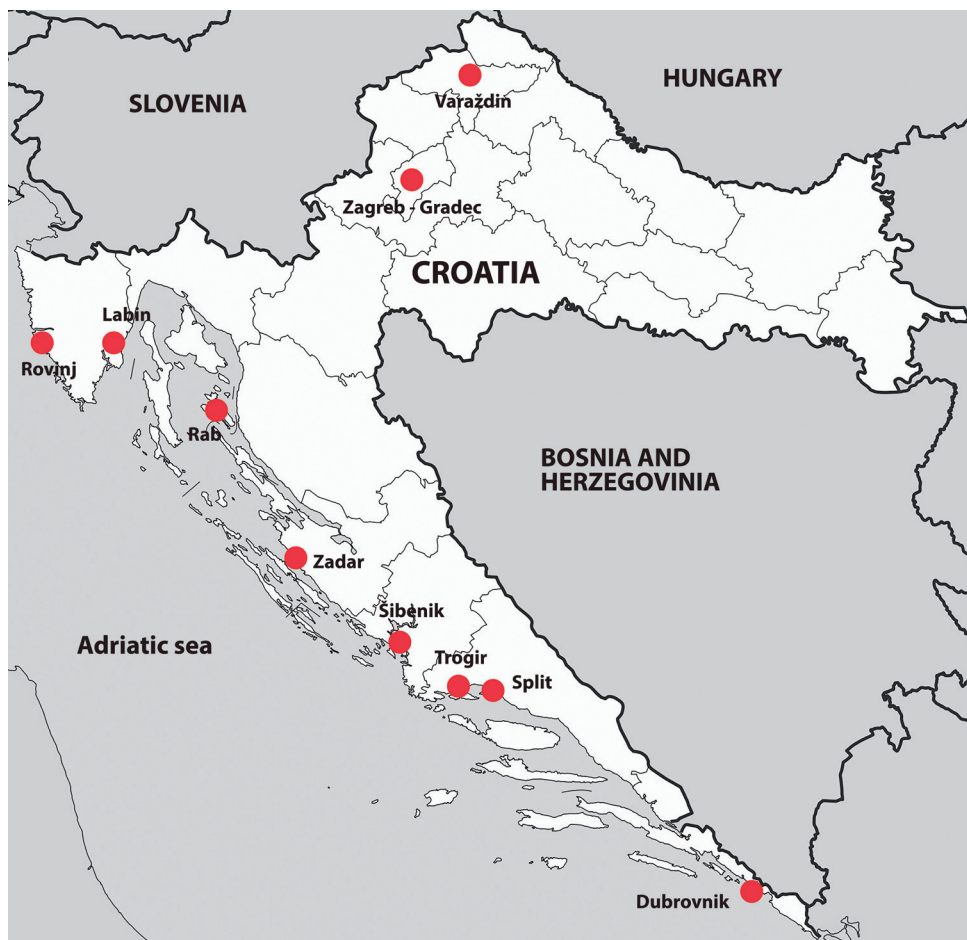 HUNGARY
SLOVENIA
Varaždin
Zagreb - Gradec
CROATIA
Labin
Rovinj
Rab
BOSNIA AND
HERZEGOVINIA
Zadar
Šibenik
Adriatic sea
Trogir
Split
Dubrovnik